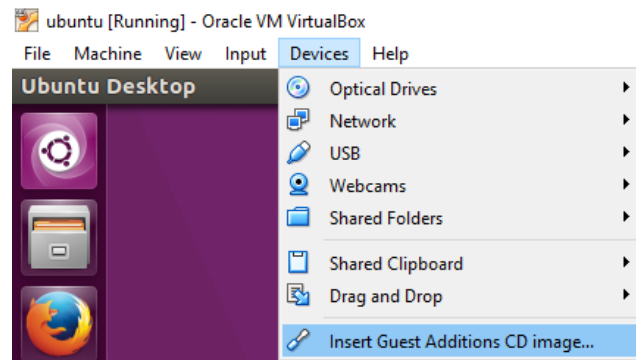 ubuntu [Running] - Oracle VM VirtualBox
File Machine View Input Devices Help
Ubuntu Desktop
Optical Drives
Network
USB
Webcams
Shared Folders
Shared Clipboard
Drag and Drop
Insert Guest Additions CD image...